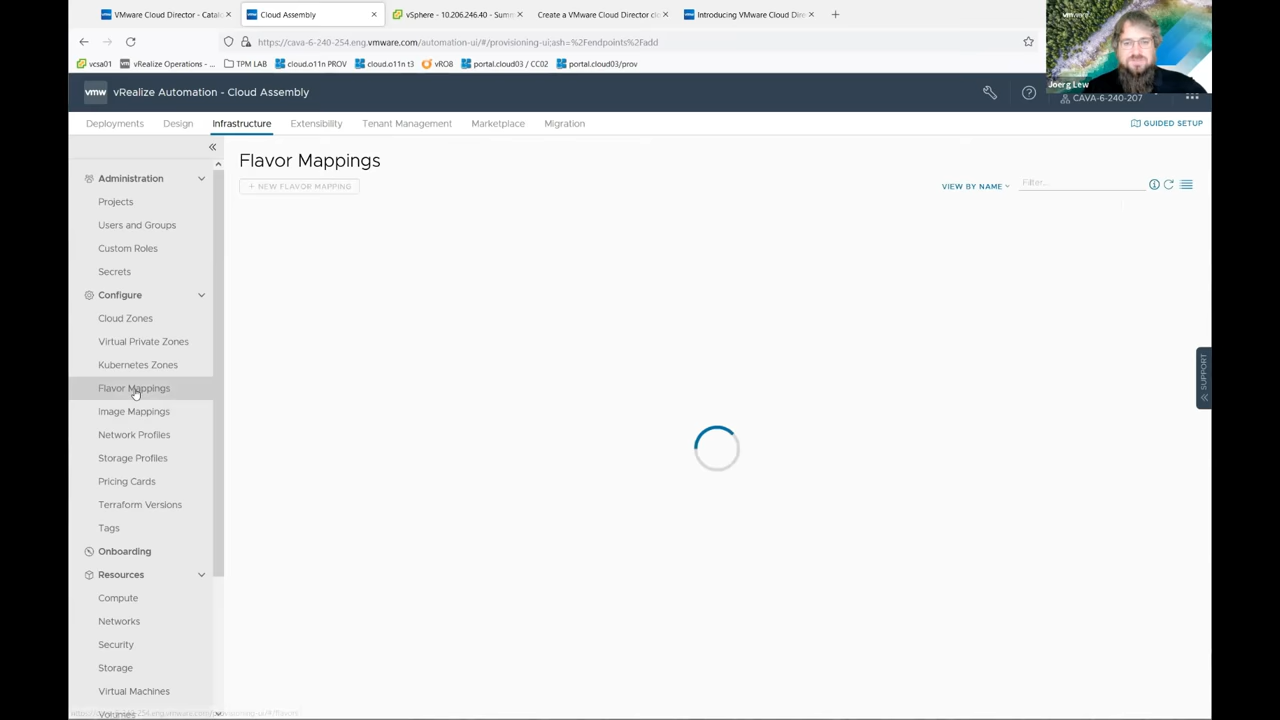 VMware Cloud Director - Catal
Cloud Assembly
vSphere - 10.206.246.40 - Summ
Create a VMware Cloud Director clo
Introducing VMware Cloud Dire
vmware
https://cava-6-240-254.eng.vmware.com/automation-ui/#/provisioning-ui;ash=%2Fendpoints%2Fadd
vcsa01
vRealize Operations - ...
TPM LAB
cloud.o11n PROV
cloud.o11n t3
vRO8
portal.cloud03 / CC02
portal.cloud03/prov
Joerg Lew
vmw
vRealize Automation - Cloud Assembly
CAVA-6-240-207
Deployments
Design
Infrastructure
Extensibility
Tenant Management
Marketplace
Migration
GUIDED SETUP
Flavor Mappings
+ NEW FLAVOR MAPPING
VIEW BY NAME
Filter...
Administration
Projects
Users and Groups
Custom Roles
Secrets
Configure
Cloud Zones
Virtual Private Zones
Kubernetes Zones
Flavor Mappings
Image Mappings
Network Profiles
Storage Profiles
Pricing Cards
Terraform Versions
Tags
Onboarding
Resources
Compute
Networks
Security
Storage
Virtual Machines
Volumes
SUPPORT